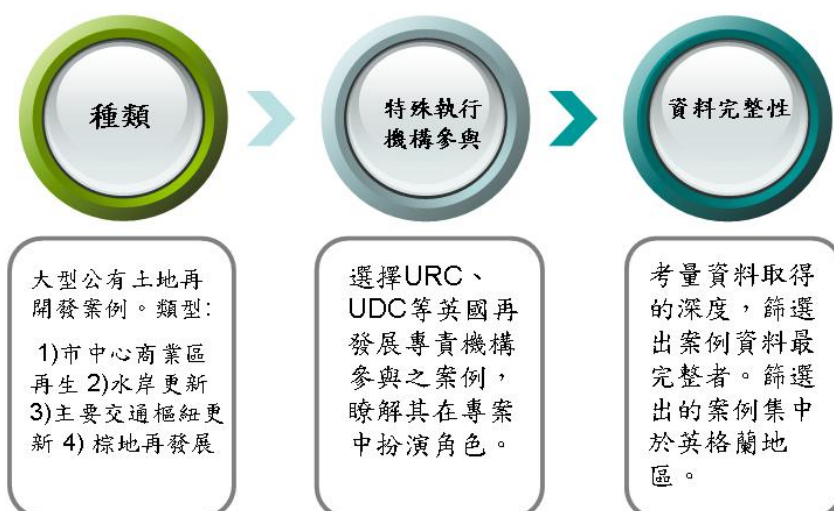 種類
特殊執行
機構參與
資料完整性
大型公有土地再
開發案例。類型:
1)市中心商業區
再生 2)水岸更新
3)主要交通樞紐更
新 4) 棕地再發展
選擇URC、
UDC等英國再
發展專責機構
參與之案例，
瞭解其在專案
中扮演角色。
考量資料取得
的深度，篩選
出案例資料最
完整者。篩選
出的案例集中
於英格蘭地
區。